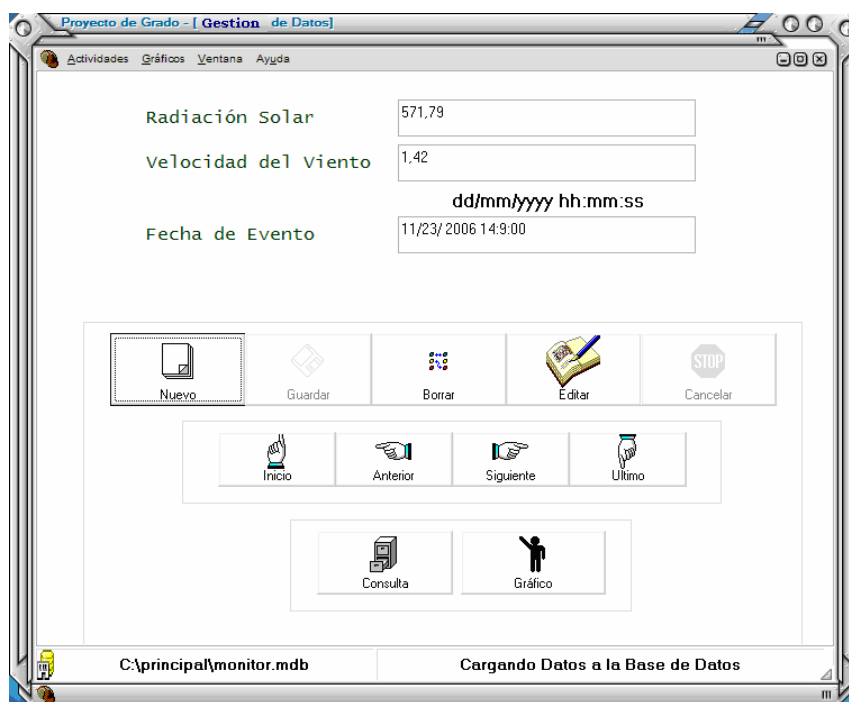 Proyecto de Grado - [ Gestion de Datos]
Actividades Gráficos Ventana Ayuda
Radiación Solar 571,79
Velocidad del Viento 1,42
dd/mm/yyyy hh:mm:ss
Fecha de Evento 11/23/ 2006 14:9:00
Nuevo Guardar Borrar Editar Cancelar
STOP
Inicio Anterior Siguiente Ultimo
Consulta Gráfico
C:\principal\monitor.mdb Cargando Datos a la Base de Datos